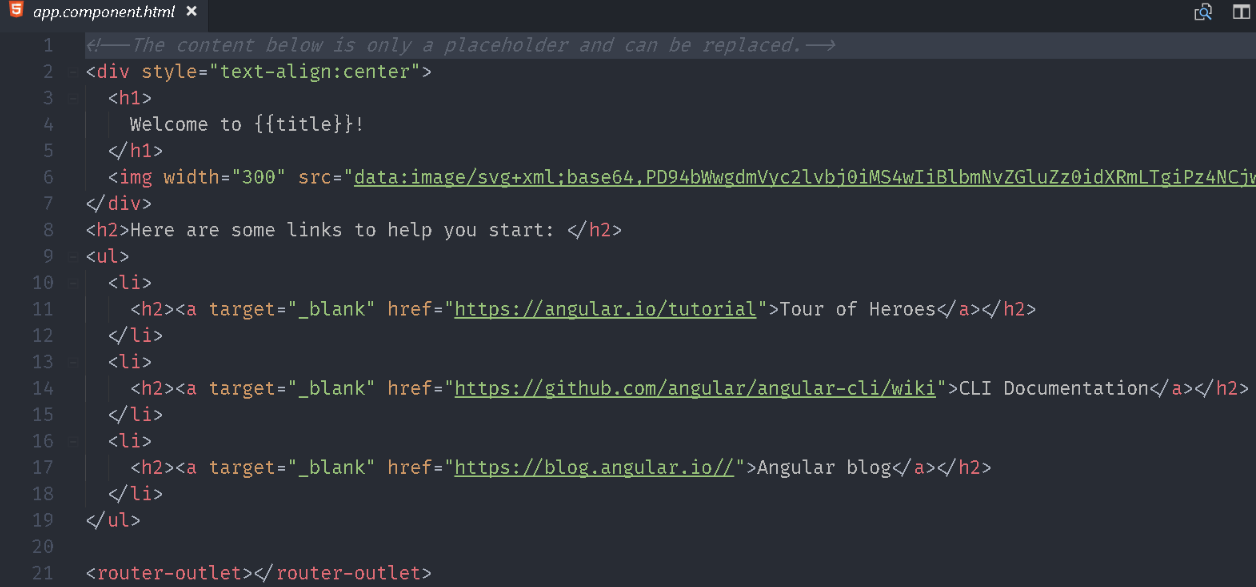 app.component.html ×
1 <!-- The content below is only a placeholder and can be replaced. -->
2 <div style="text-align:center">
3 <h1>
4 Welcome to {{title}}!
5 </h1>
6 <img width="300" src="data:image/svg+xml;base64,PD94bWwgdmVyc2lvbj0iMS4wIiBlbmNvZGluZz0idXRmLTgiPz4NCjw
7 </div>
8 <h2>Here are some links to help you start: </h2>
9 <ul>
10 <li>
11 <h2><a target="_blank" href="https://angular.io/tutorial">Tour of Heroes</a></h2>
12 </li>
13 <li>
14 <h2><a target="_blank" href="https://github.com/angular/angular-cli/wiki">CLI Documentation</a></h2>
15 </li>
16 <li>
17 <h2><a target="_blank" href="https://blog.angular.io//">Angular blog</a></h2>
18 </li>
19 </ul>
20
21 <router-outlet></router-outlet>